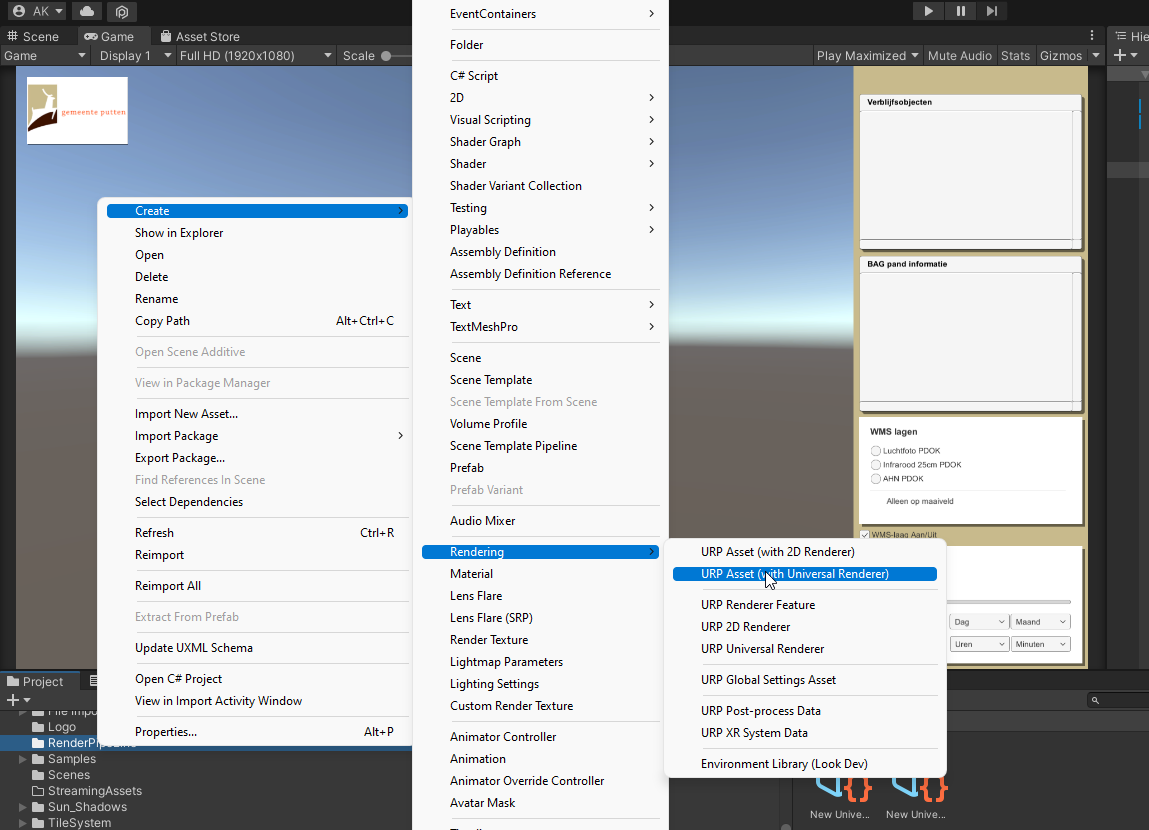 AK
Scene
Game
Asset Store
Hie
Game
Display 1
Full HD (1920x1080)
Scale
Play Maximized
Mute Audio
Stats
Gizmos
gemeente putten
Create
Show in Explorer
Open
Delete
Rename
Copy Path Alt+Ctrl+C
Open Scene Additive
View in Package Manager
Import New Asset...
Import Package
Export Package...
Find References In Scene
Select Dependencies
Refresh Ctrl+R
Reimport
Reimport All
Extract From Prefab
Update UXML Schema
Open C# Project
View in Import Activity Window
Properties... Alt+P
EventContainers
Folder
C# Script
2D
Visual Scripting
Shader Graph
Shader
Shader Variant Collection
Testing
Playables
Assembly Definition
Assembly Definition Reference
Text
TextMeshPro
Scene
Scene Template
Scene Template From Scene
Volume Profile
Scene Template Pipeline
Prefab
Prefab Variant
Audio Mixer
Rendering
Material
Lens Flare
Lens Flare (SRP)
Render Texture
Lightmap Parameters
Lighting Settings
Custom Render Texture
Animator Controller
Animation
Animator Override Controller
Avatar Mask
URP Asset (with 2D Renderer)
URP Asset (with Universal Renderer)
URP Renderer Feature
URP 2D Renderer
URP Universal Renderer
URP Global Settings Asset
URP Post-process Data
URP XR System Data
Environment Library (Look Dev)
Verblijfsobjecten
BAG pand informatie
WMS lagen
Luchtfoto PDOK
Infrarood 25cm PDOK
AHN PDOK
Alleen op maaiveld
WMS-laag Aan/Uit
Dag
Maand
Uren
Minuten
Project
Logo
RenderPipeLine
Samples
Scenes
StreamingAssets
Sun_Shadows
TileSystem
New Unive...
New Unive...